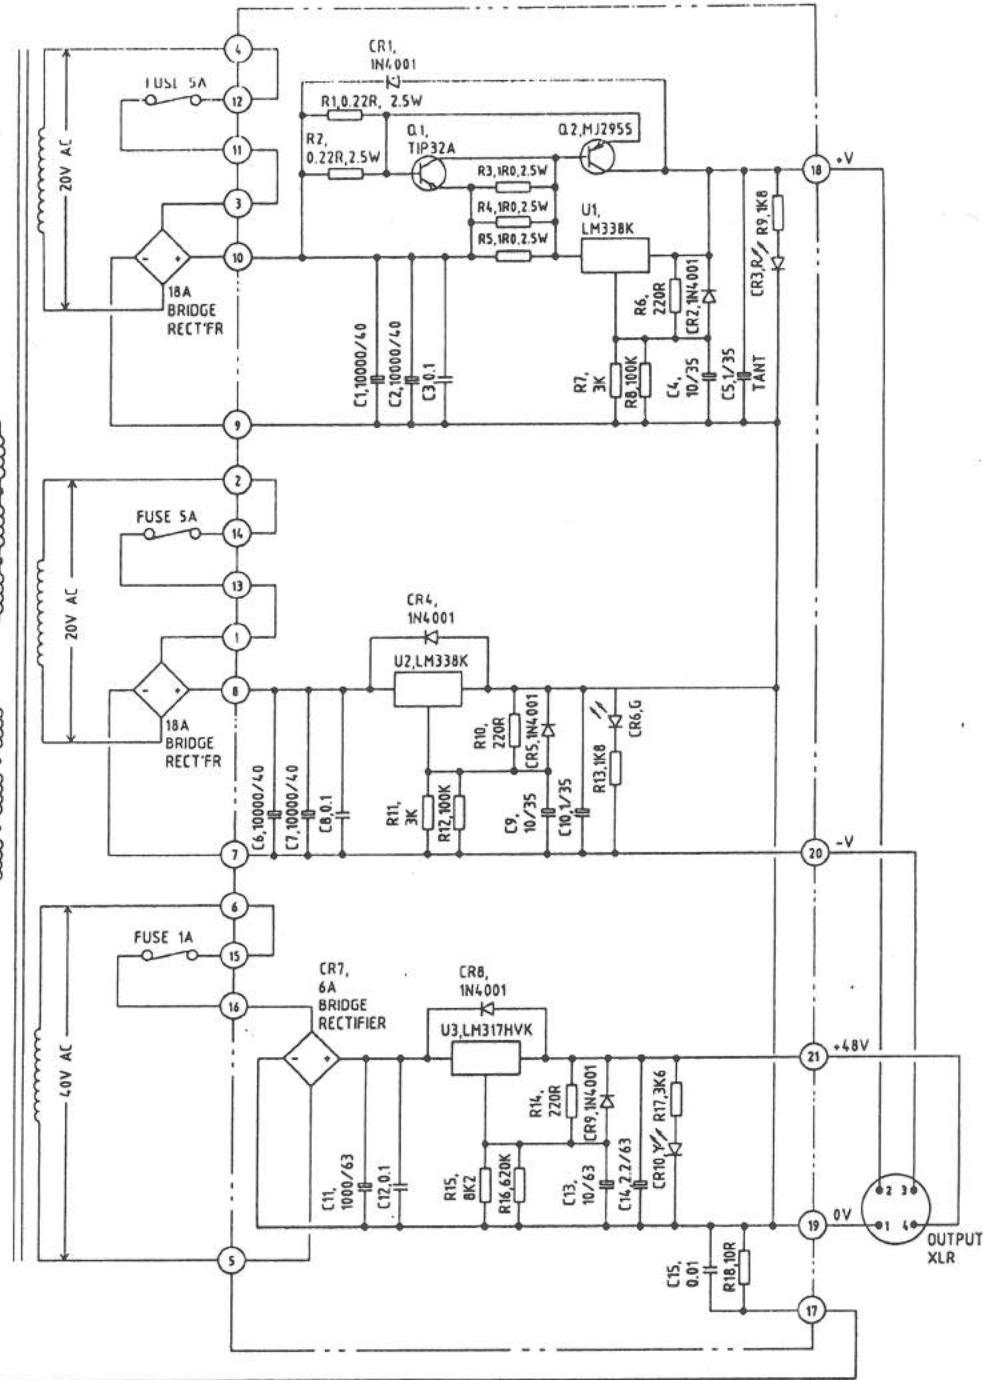 4
CR1,
1N4001
FUSE 5A
12
R1,0.22R, 2.5W
R2,
0.22R,2.5W
Q1,
TIP32A
Q2,MJ2955
11
20V AC
R3,1R0,2.5W
+V
18
3
R4,1R0,2.5W
R9,1K8
U1,
LM338K
R5,1R0,2.5W
10
CR3,R
18A
BRIDGE
RECT'FR
R6,
220R
CR2,1N4001
C1,10000/40
C2,10000/40
C3,0.1
R7,
3K
R8,100K
C4,
10/35
C5,1/35
TANT
9
2
FUSE 5A
14
13
20V AC
CR4,
1N4001
1
U2,LM338K
8
18A
BRIDGE
RECT'FR
R10,
220R
CR5,1N4001
CR6,G
R13,1K8
C6,10000/40
C7,10000/40
C8,0.1
R11,
3K
R12,100K
C9,
10/35
C10,1/35
7
20
-V
6
FUSE 1A
15
CR7,
6A
BRIDGE
RECTIFIER
CR8,
1N4001
16
U3,LM317HVK
21
+48V
40V AC
R14,
220R
CR9,1N4001
R17,3K6
CR10,Y
C11,
1000/63
C12,0.1
R15,
8K2
R16,620K
C13,
10/63
C14,2.2/63
2 3
19
0V
1 4
OUTPUT
XLR
5
C15,
0.01
R18,10R
17